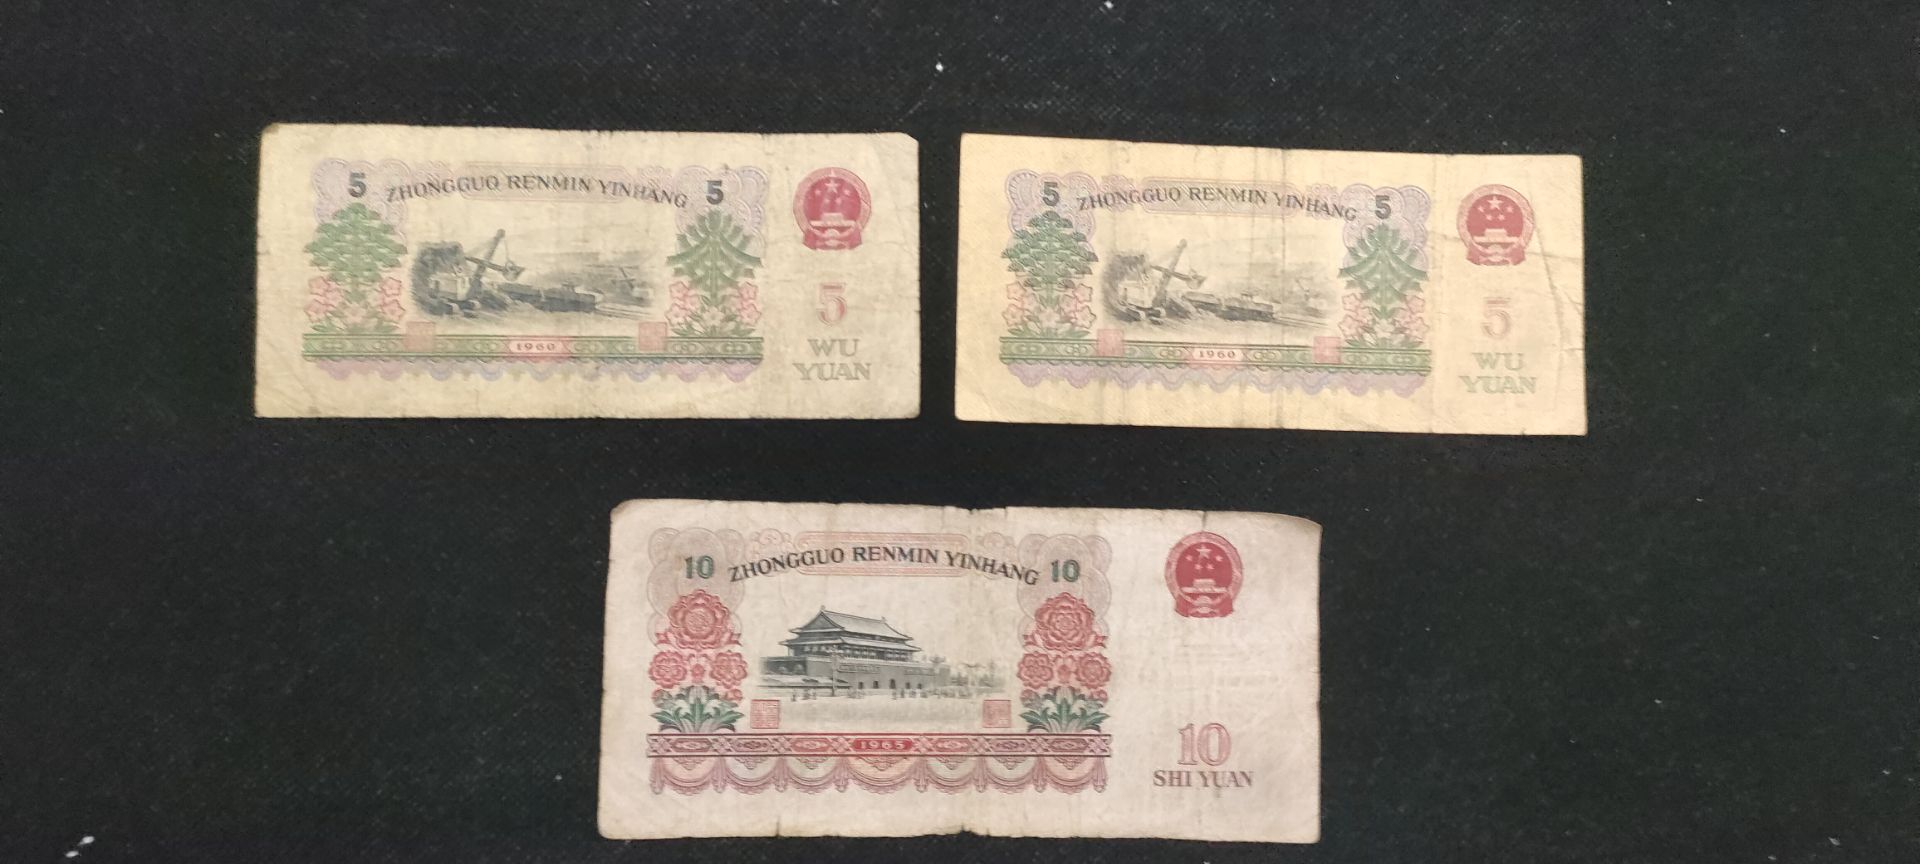 5 ZHONGGUO RENMIN YINHANG 5
5
WU
YUAN
1960
5 ZHONGGUO RENMIN YINHANG 5
5
WU
YUAN
1960
10 ZHONGGUO RENMIN YINHANG 10
10
SHI YUAN
1965